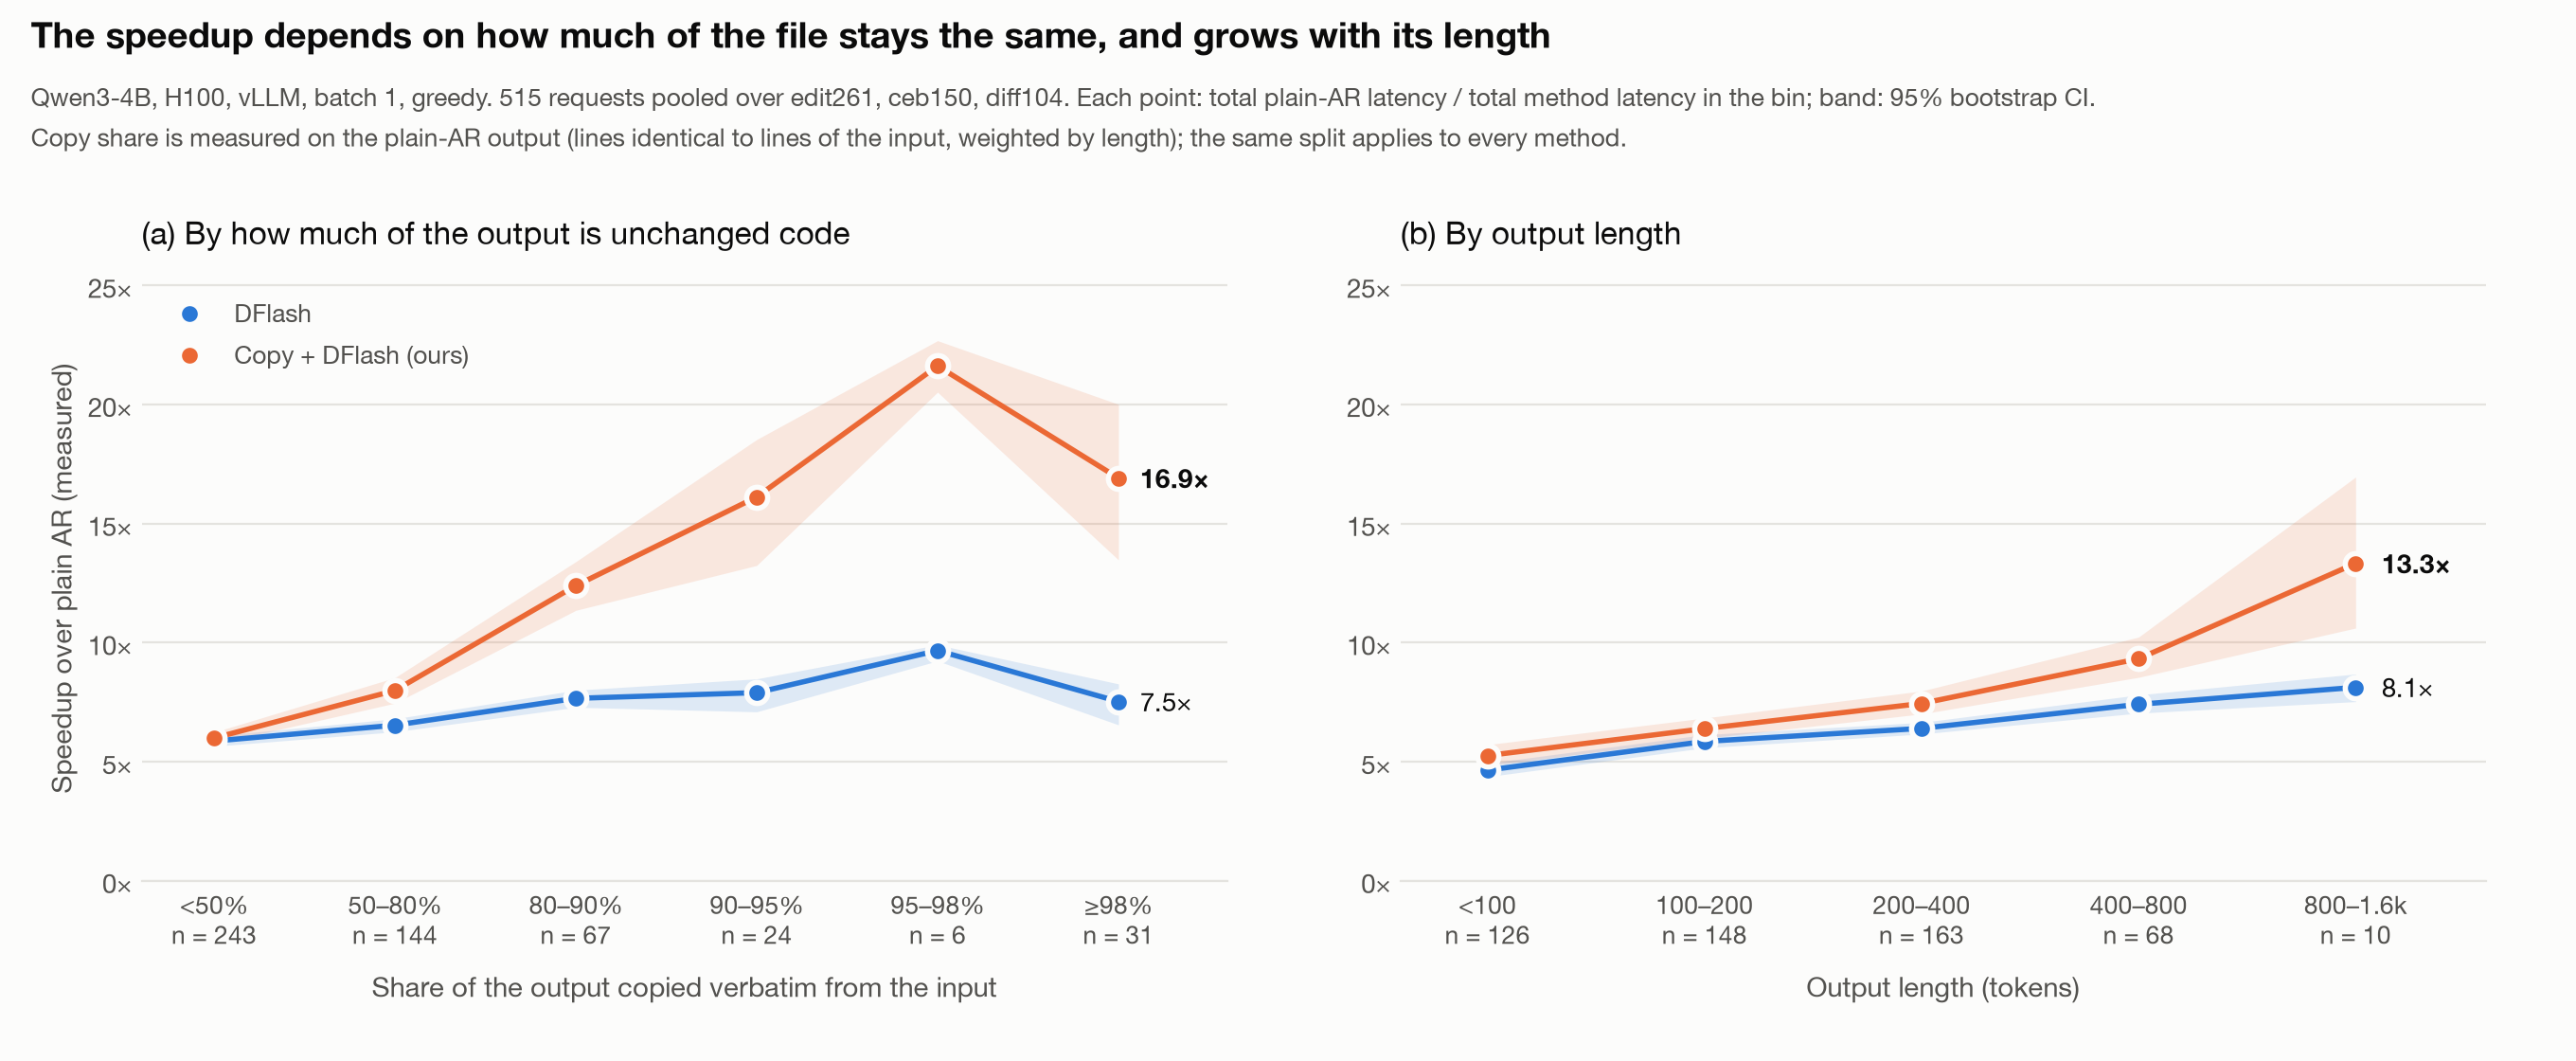 The speedup depends on how much of the file stays the same, and grows with its length
Qwen3-4B, H100, vLLM, batch 1, greedy. 515 requests pooled over edit261, ceb150, diff104. Each point: total plain-AR latency / total method latency in the bin; band: 95% bootstrap CI.
Copy share is measured on the plain-AR output (lines identical to lines of the input, weighted by length); the same split applies to every method.
(a) By how much of the output is unchanged code
Speedup over plain AR (measured)
25×
20×
15×
10×
5×
0×
DFlash
Copy + DFlash (ours)
16.9×
7.5×
<50% 50–80% 80–90% 90–95% 95–98% ≥98%
n = 243 n = 144 n = 67 n = 24 n = 6 n = 31
Share of the output copied verbatim from the input
(b) By output length
25×
20×
15×
10×
5×
0×
13.3×
8.1×
<100 100–200 200–400 400–800 800–1.6k
n = 126 n = 148 n = 163 n = 68 n = 10
Output length (tokens)